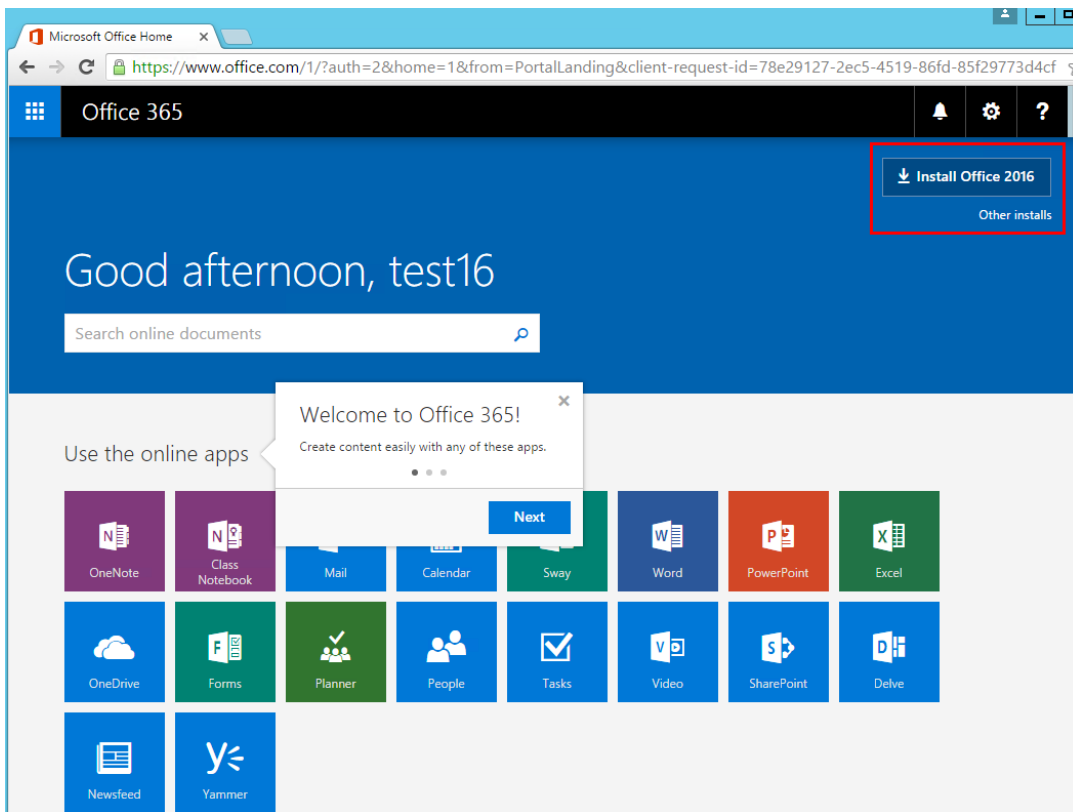 Microsoft Office Home
https://www.office.com/1/?auth=2&home=1&from=PortalLanding&client-request-id=78e29127-2ec5-4519-86fd-85f29773d4cf
Office 365
?
Install Office 2016
Other installs
Good afternoon, test16
Search online documents
Welcome to Office 365!
Create content easily with any of these apps.
Use the online apps
Next
OneNote
Class
Notebook
Mail
Calendar
Sway
Word
PowerPoint
Excel
OneDrive
Forms
Planner
People
Tasks
Video
SharePoint
Delve
Newsfeed
Yammer